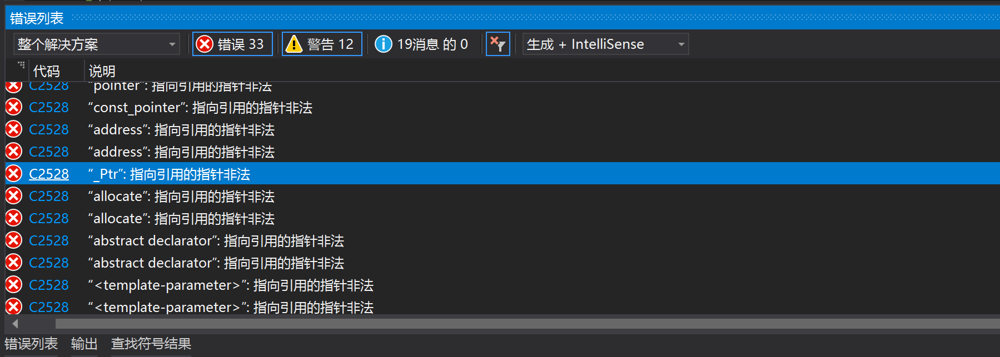 错误列表
整个解决方案 错误 33 警告 12 19消息 的 0 生成 + IntelliSense
代码 说明
C2528 “pointer”: 指向引用的指针非法
C2528 “const_pointer”: 指向引用的指针非法
C2528 “address”: 指向引用的指针非法
C2528 “address”: 指向引用的指针非法
C2528 “_Ptr”: 指向引用的指针非法
C2528 “allocate”: 指向引用的指针非法
C2528 “allocate”: 指向引用的指针非法
C2528 “abstract declarator”: 指向引用的指针非法
C2528 “abstract declarator”: 指向引用的指针非法
C2528 “<template-parameter>”: 指向引用的指针非法
C2528 “<template-parameter>”: 指向引用的指针非法
错误列表 输出 查找符号结果